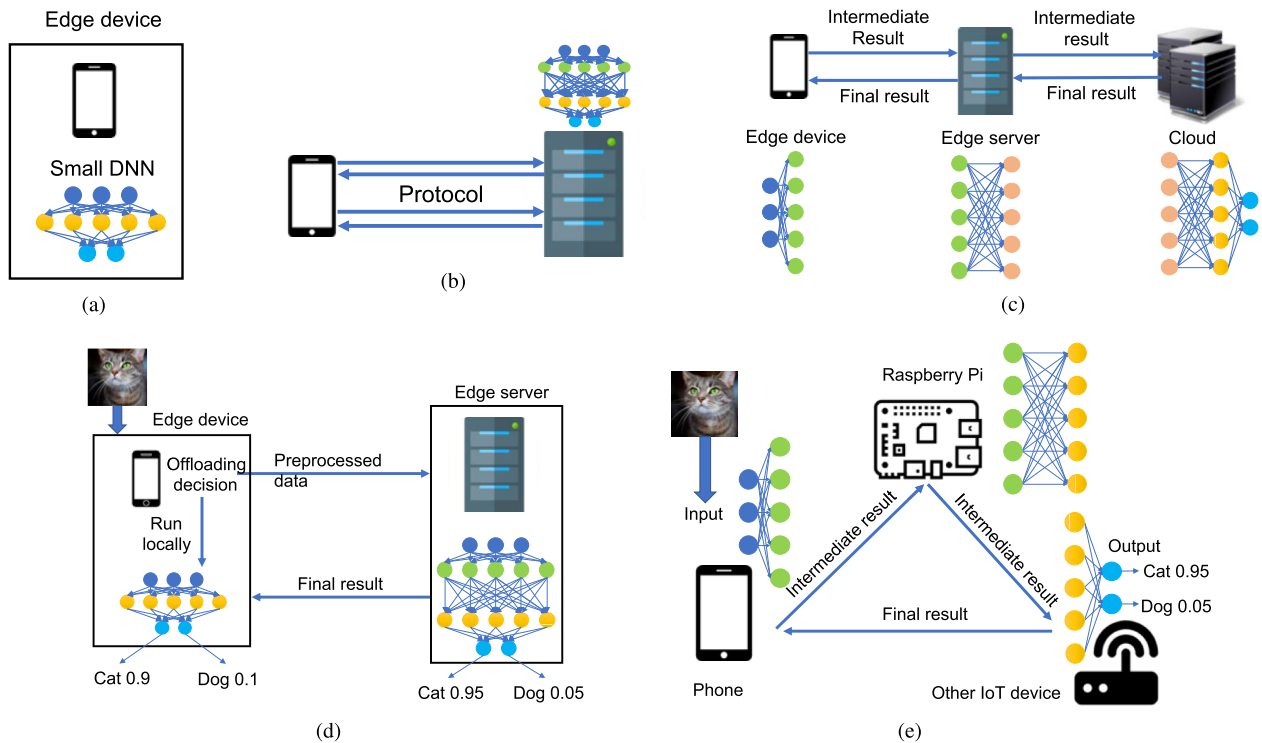 Edge device
Small DNN
(a)
Protocol
(b)
Intermediate
Result
Intermediate
result
Final result
Final result
Edge device
Edge server
Cloud
(c)
Edge device
Offloading
decision
Preprocessed
data
Run
locally
Edge server
Final result
Cat 0.9
Dog 0.1
Cat 0.95
Dog 0.05
(d)
Raspberry Pi
Input
Intermediate result
Intermediate result
Output
Cat 0.95
Dog 0.05
Final result
Phone
Other IoT device
(e)